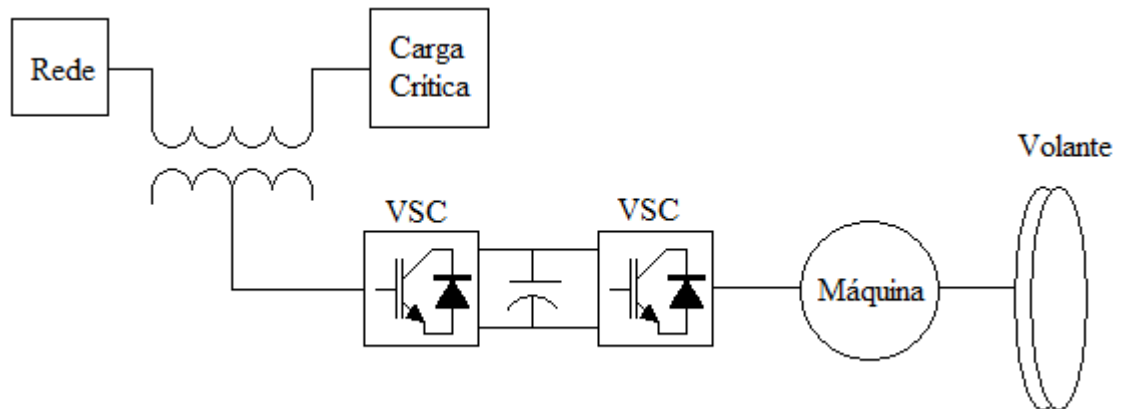 Rede
Carga
Crítica
Volante
VSC
VSC
Máquina